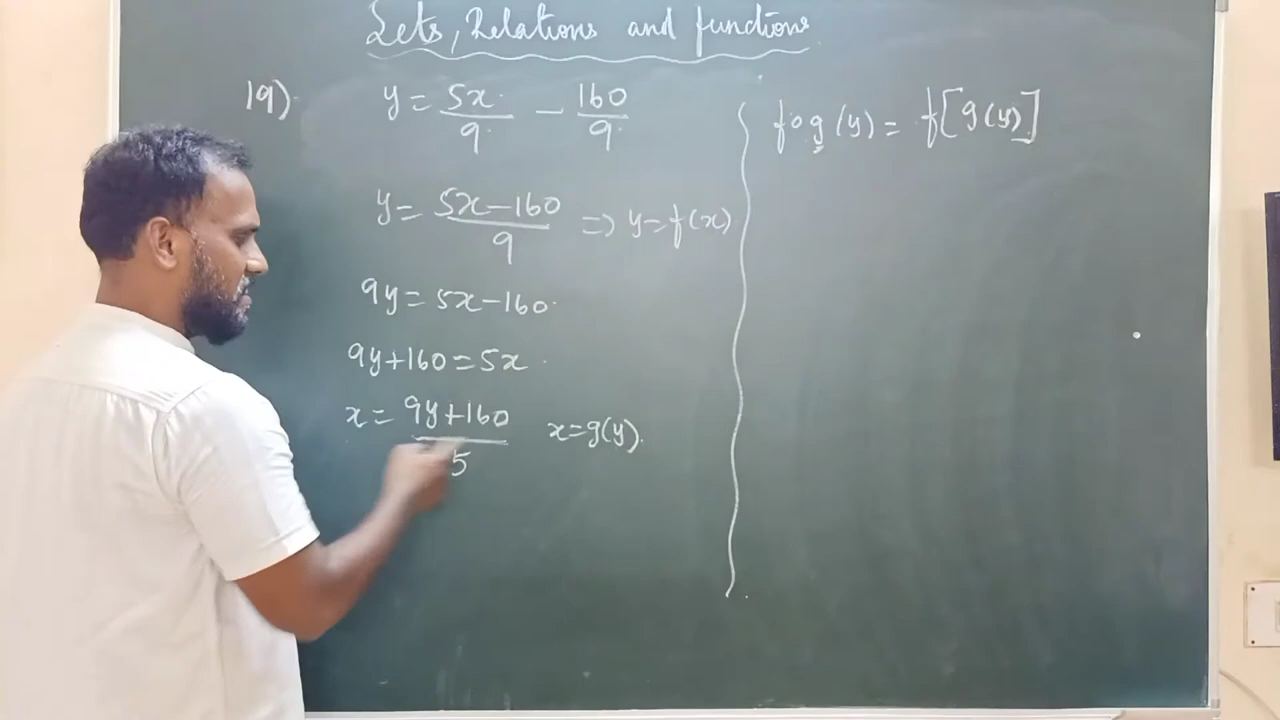 Sets, Relations and functions
19) y = 5x/9 - 160/9
y = (5x-160)/9 => y=f(x)
9y = 5x-160
9y+160=5x
x = (9y+160)/5 x=g(y).
fog(y) = f[g(y)]